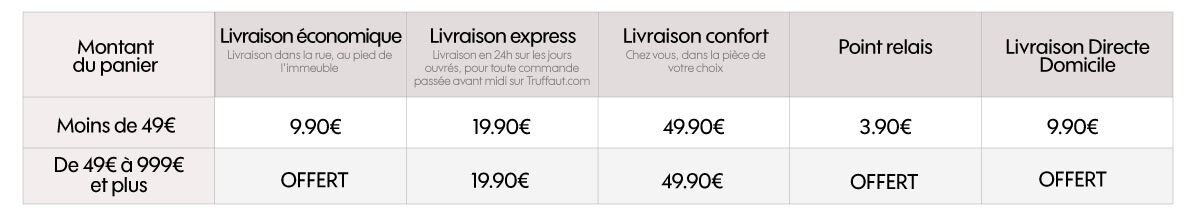 Montant
du panier
Livraison économique
Livraison dans la rue, au pied de
l'immeuble
Livraison express
Livraison en 24h sur les jours
ouvrés, pour toute commande
passée avant midi sur Truffaut.com
Livraison confort
Chez vous, dans la pièce de
votre choix
Point relais
Livraison Directe
Domicile
Moins de 49€
9.90€
19.90€
49.90€
3.90€
9.90€
De 49€ à 999€
et plus
OFFERT
19.90€
49.90€
OFFERT
OFFERT